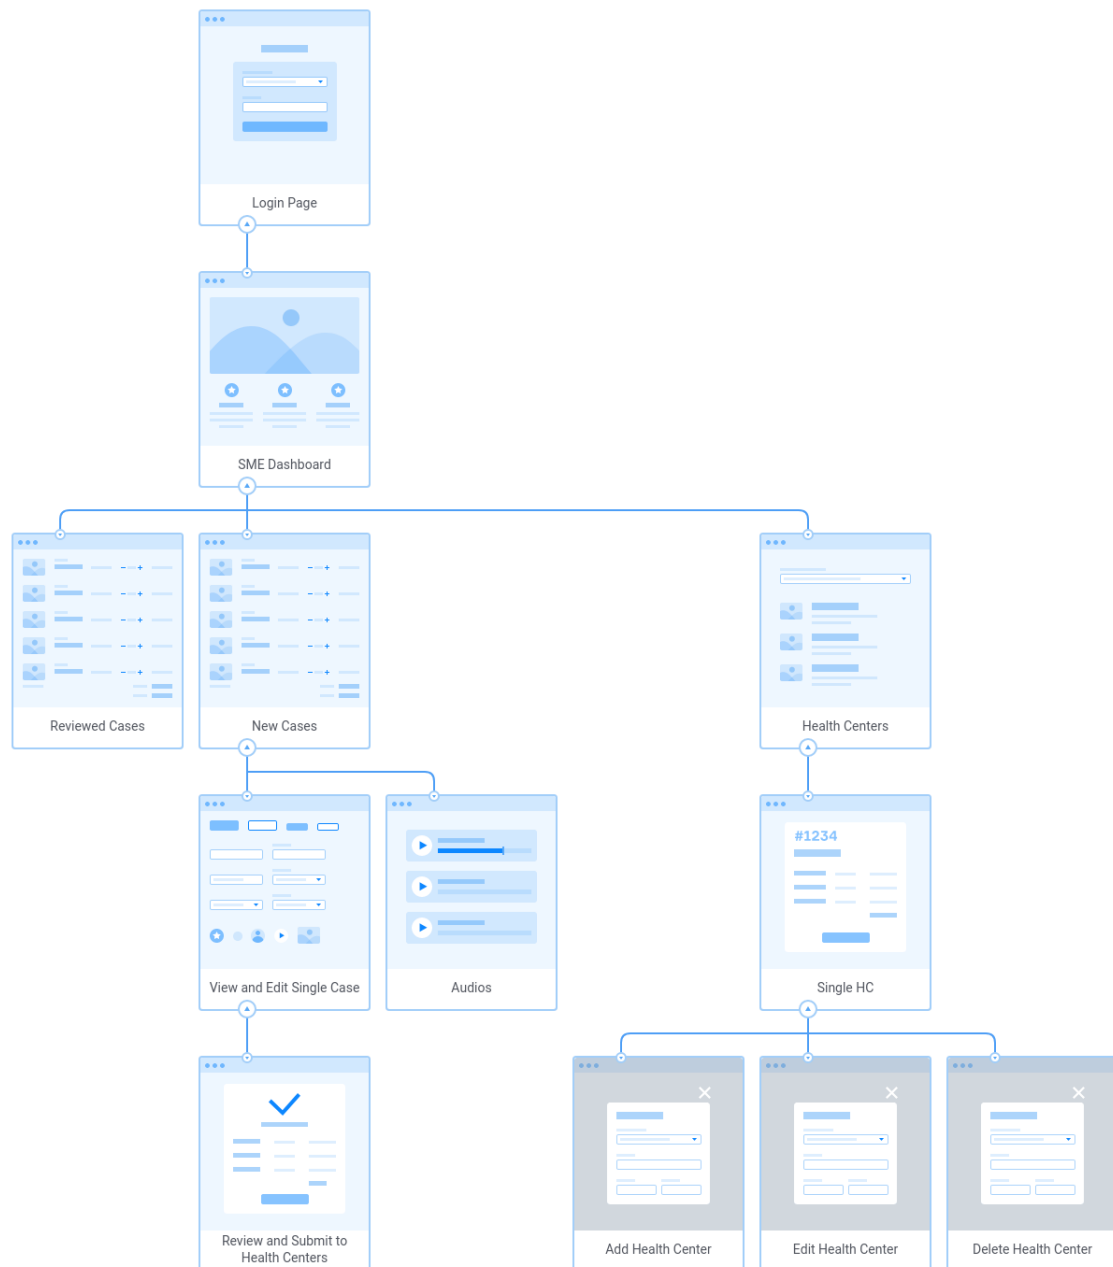 Login Page
SME Dashboard
Reviewed Cases
New Cases
Health Centers
#1234
View and Edit Single Case
Audios
Single HC
Review and Submit to
Health Centers
Add Health Center
Edit Health Center
Delete Health Center